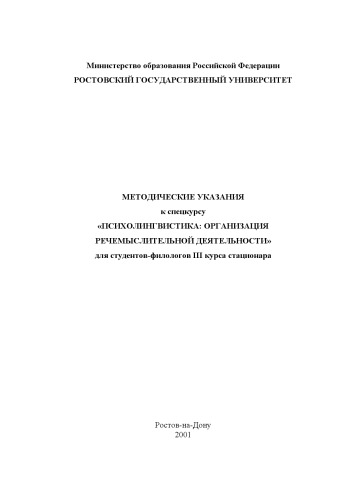 Министерство образования Российской Федерации
РОСТОВСКИЙ ГОСУДАРСТВЕННЫЙ УНИВЕРСИТЕТ
МЕТОДИЧЕСКИЕ УКАЗАНИЯ
к спецкурсу
«ПСИХОЛИНГВИСТИКА: ОРГАНИЗАЦИЯ
РЕЧЕМЫСЛИТЕЛЬНОЙ ДЕЯТЕЛЬНОСТИ»
для студентов-филологов III курса стационара
Ростов-на-Дону
2001